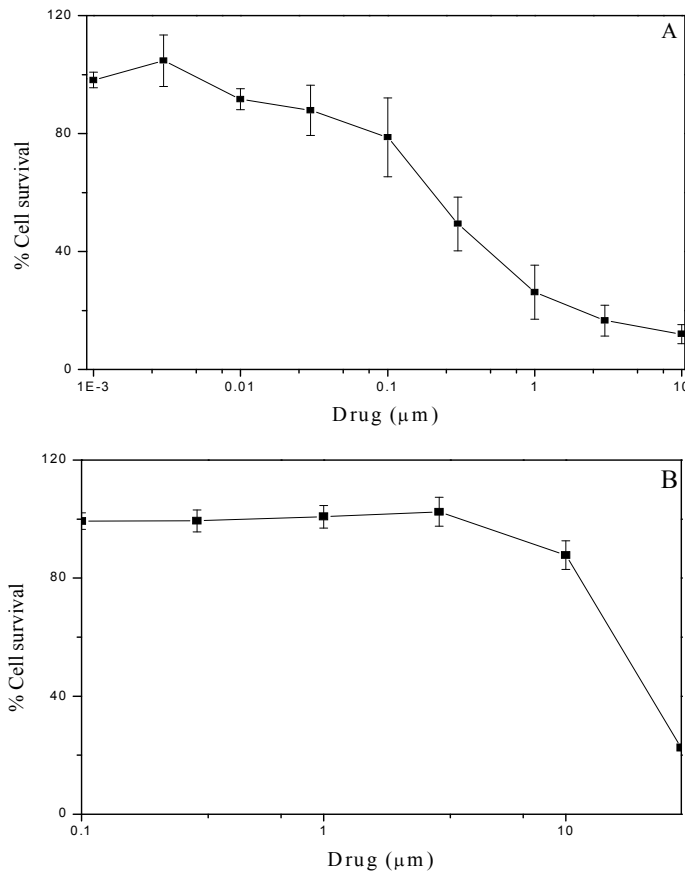 A
120
80
40
0
% Cell survival
1E-3 0.01 0.1 1 10
Drug (μm)
B
120
80
40
0
% Cell survival
0.1 1 10
Drug (μm)